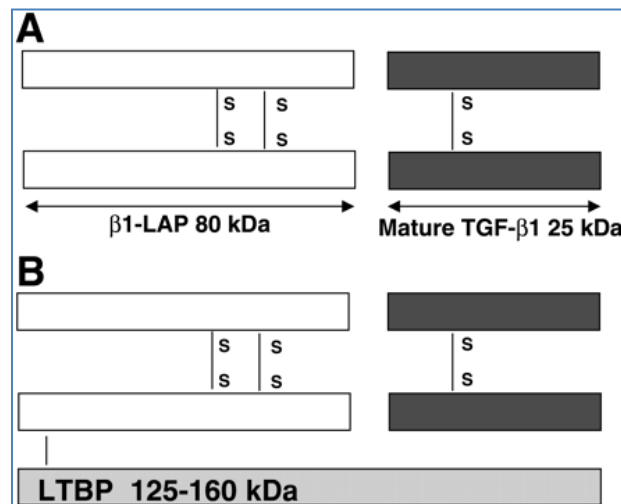 A
S S
S S
S
S
β1-LAP 80 kDa
Mature TGF-β1 25 kDa
B
S S
S S
S
S
LTBP 125-160 kDa